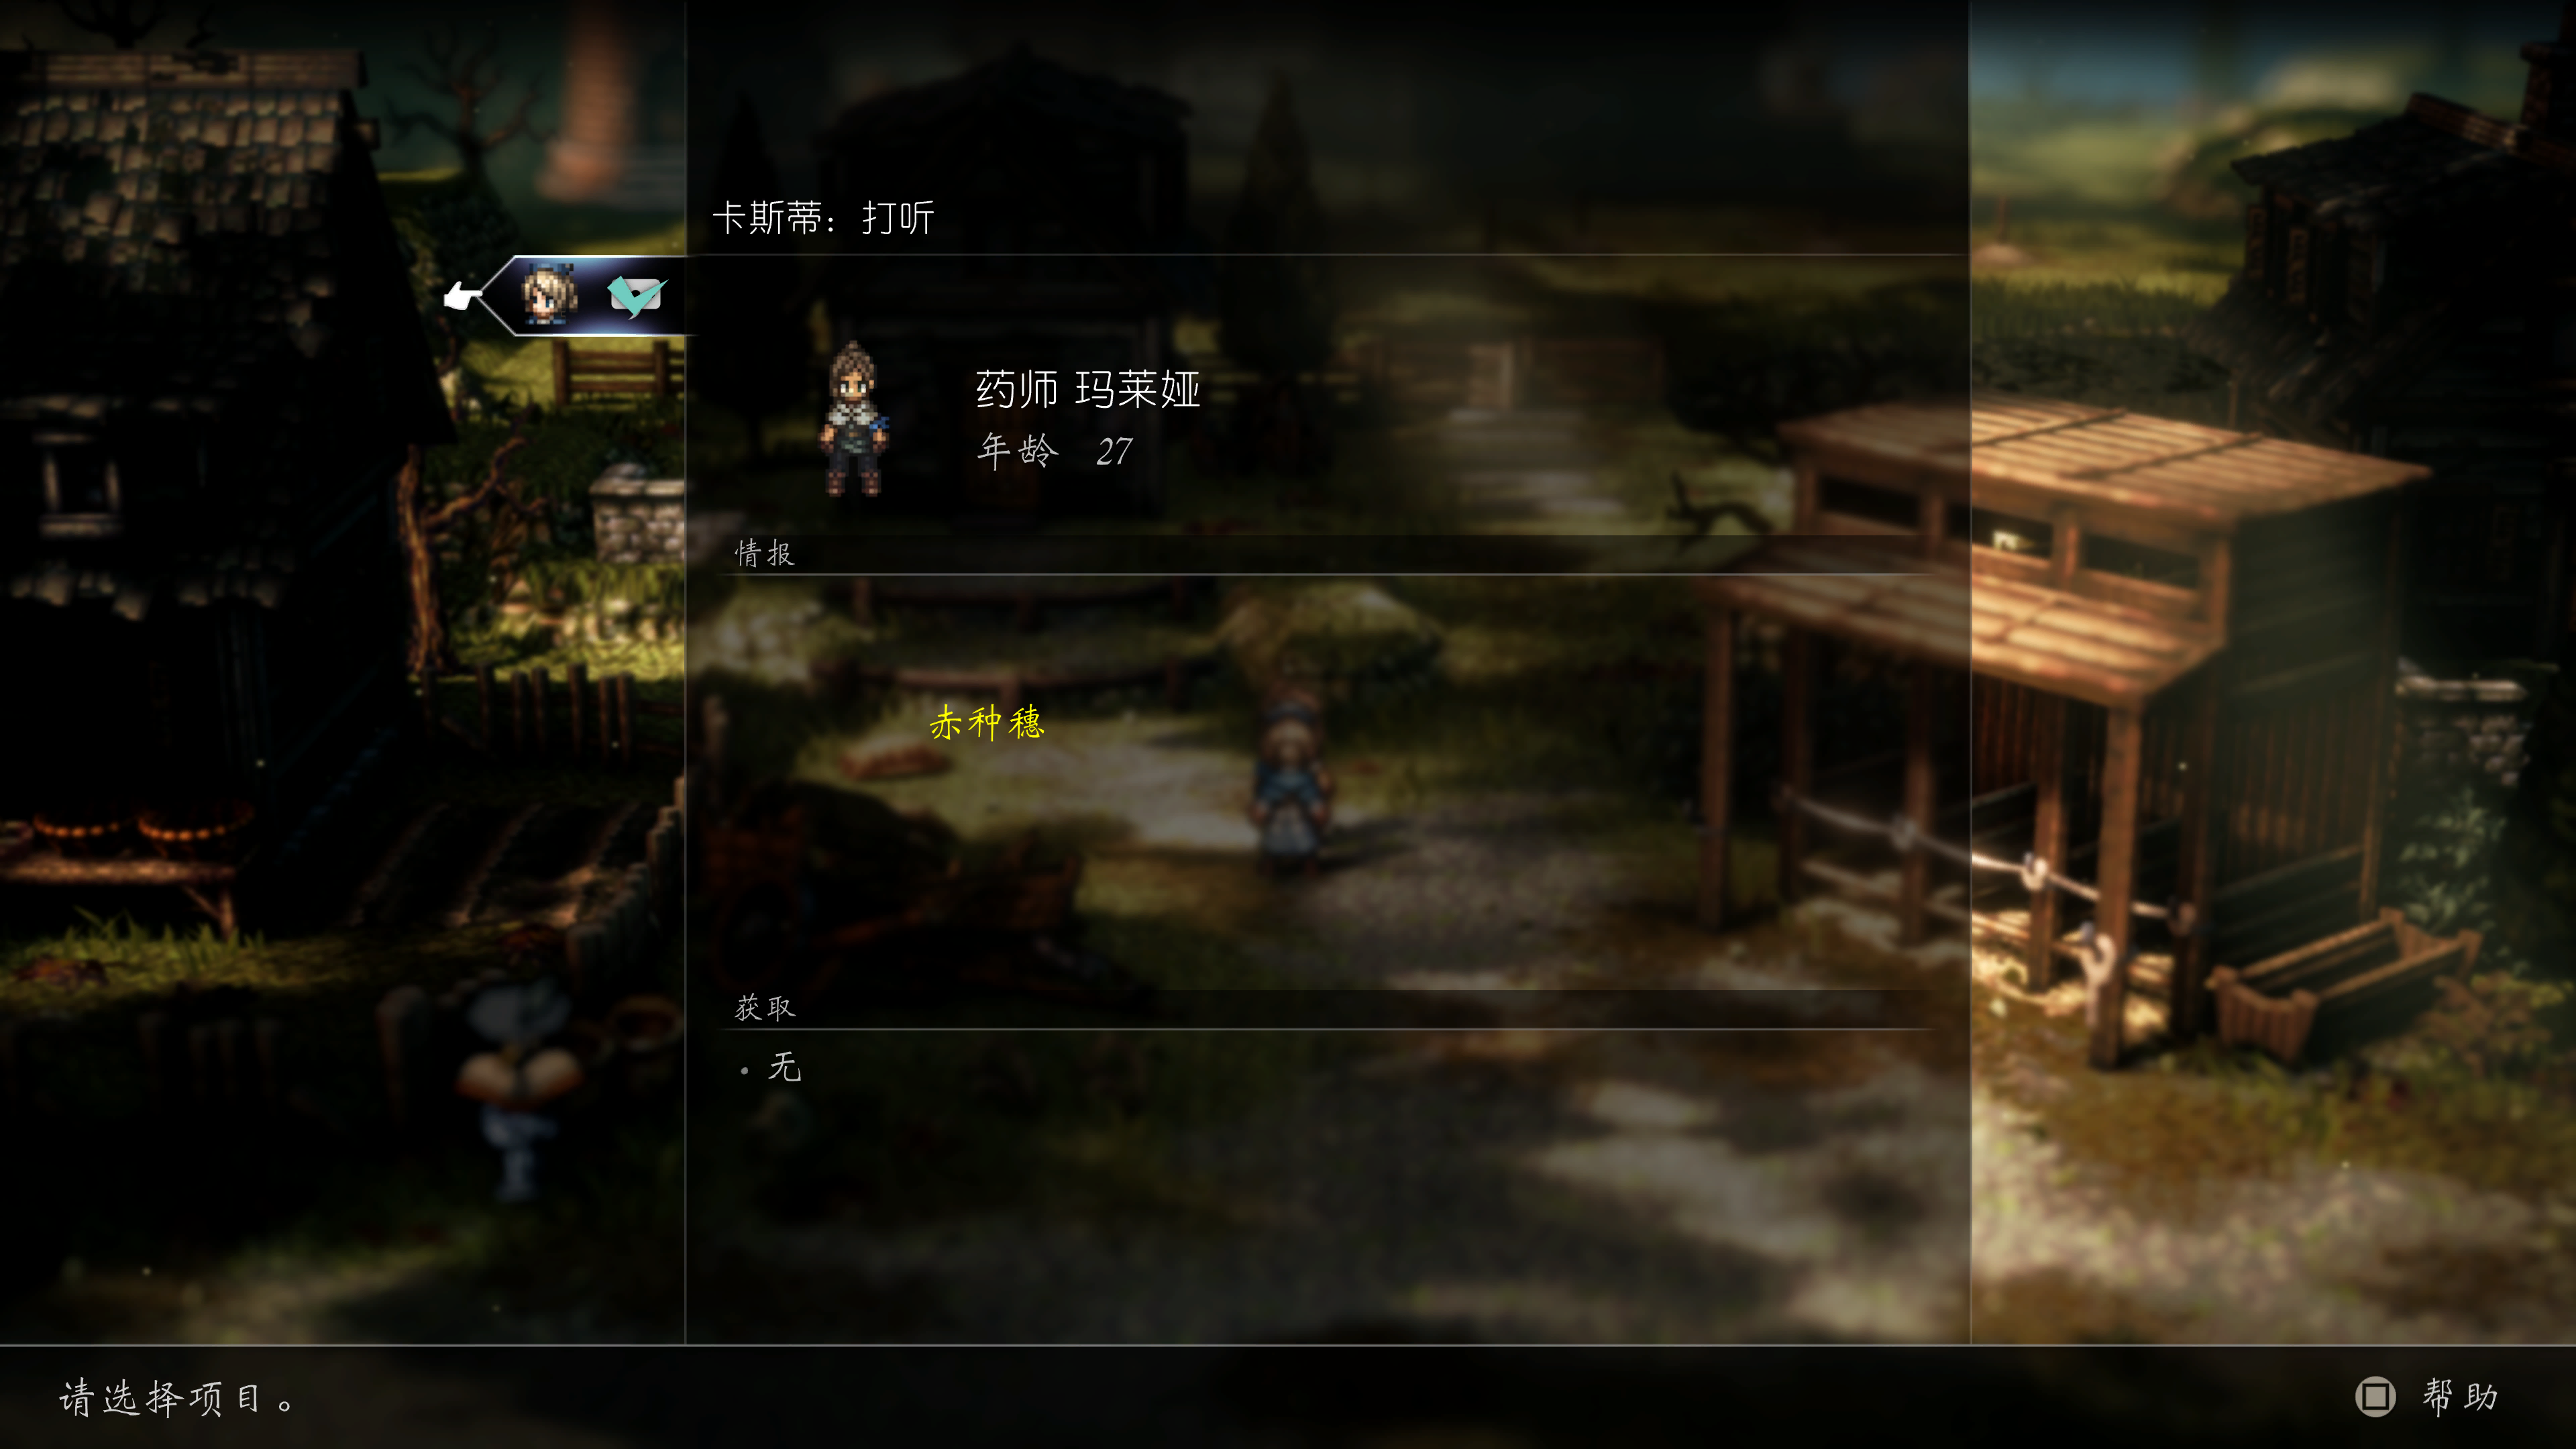 卡斯蒂：打听
药师 玛莱娅
年龄 27
情报
赤种穗
获取
・无
请选择项目。
帮助